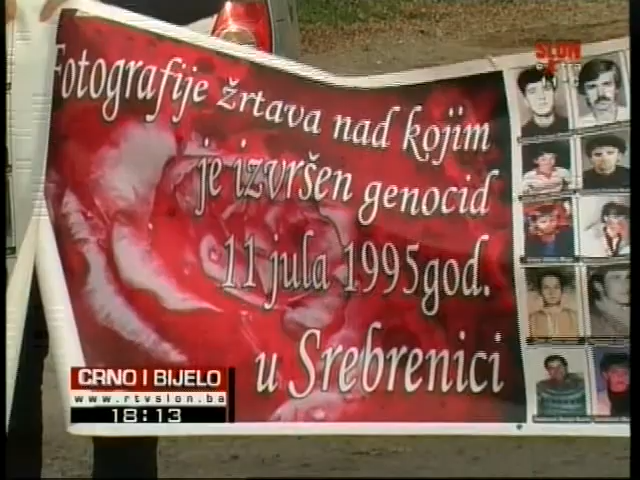 SLON
Fotografije žrtava nad kojim
je izvršen genocid
11 jula 1995god.
u Srebrenici
CRNO I BIJELO
www.rtvslon.ba
18:13